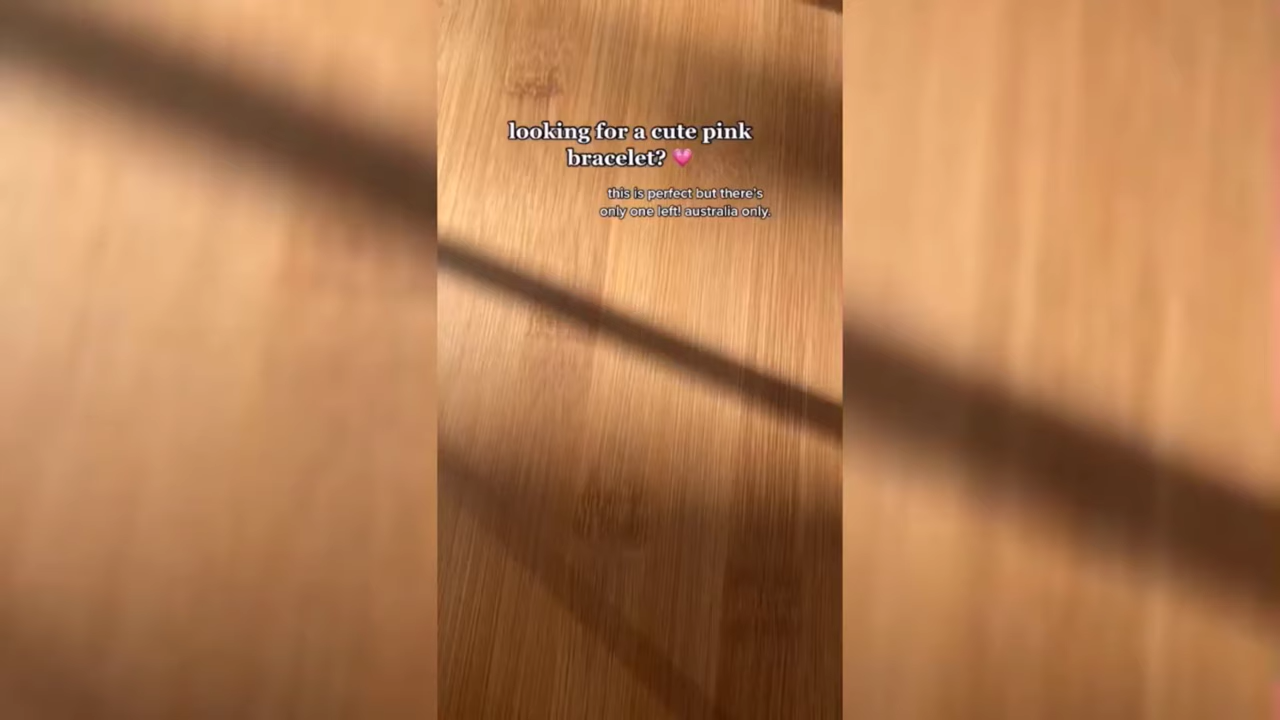 looking for a cute pink
bracelet? 💗
this is perfect but there's
only one left! australia only.